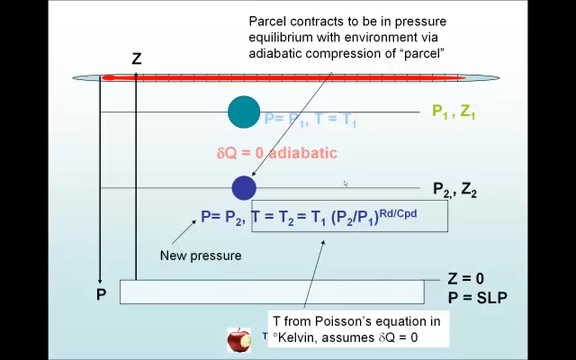 Parcel contracts to be in pressure
equilibrium with environment via
adiabatic compression of “parcel”
Z
P= P₁, T = T₁
P₁ , Z₁
δQ = 0 adiabatic
P₂, Z₂
P= P₂, T = T₂ = T₁ (P₂/P₁)^Rd/Cpd
New pressure
Z = 0
P
P = SLP
T from Poisson’s equation in
°Kelvin, assumes δQ = 0
T